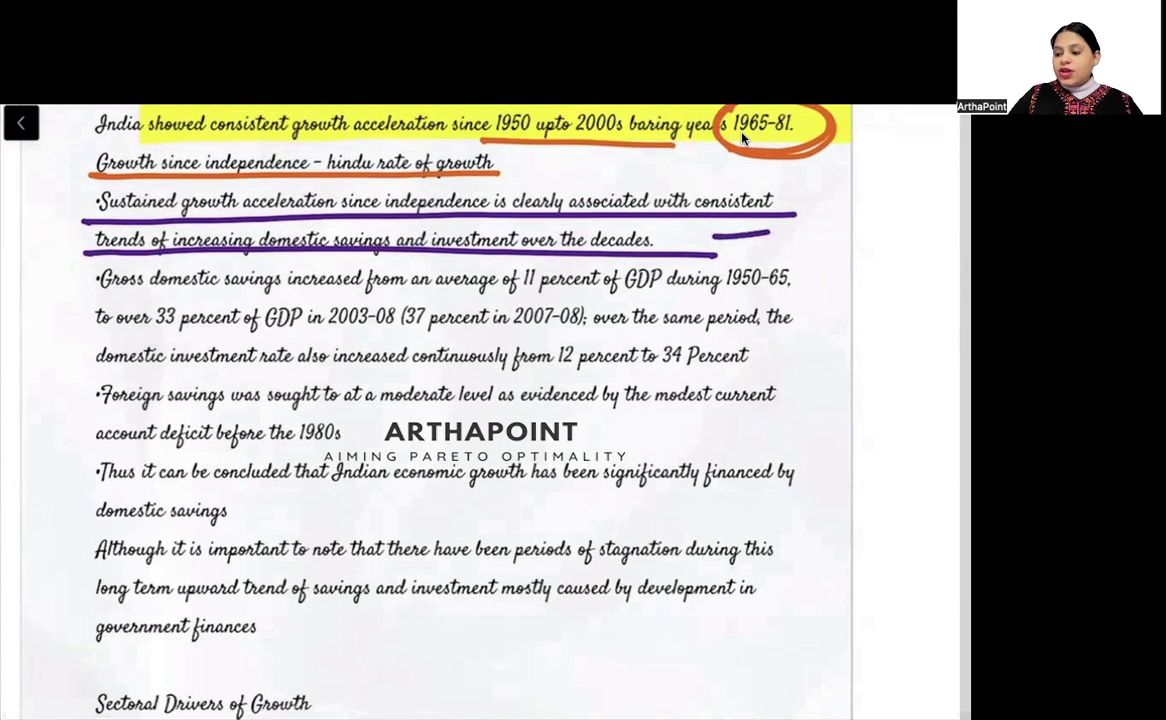 ArthaPoint
India showed consistent growth acceleration since 1950 upto 2000s baring years 1965-81.
Growth since independence - hindu rate of growth
•Sustained growth acceleration since independence is clearly associated with consistent
trends of increasing domestic savings and investment over the decades.
•Gross domestic savings increased from an average of 11 percent of GDP during 1950-65,
to over 33 percent of GDP in 2003-08 (37 percent in 2007-08); over the same period, the
domestic investment rate also increased continuously from 12 percent to 34 Percent
•Foreign savings was sought to at a moderate level as evidenced by the modest current
account deficit before the 1980s
ARTHAPOINT
AIMING PARETO OPTIMALITY
•Thus it can be concluded that Indian economic growth has been significantly financed by
domestic savings
Although it is important to note that there have been periods of stagnation during this
long term upward trend of savings and investment mostly caused by development in
government finances
Sectoral Drivers of Growth